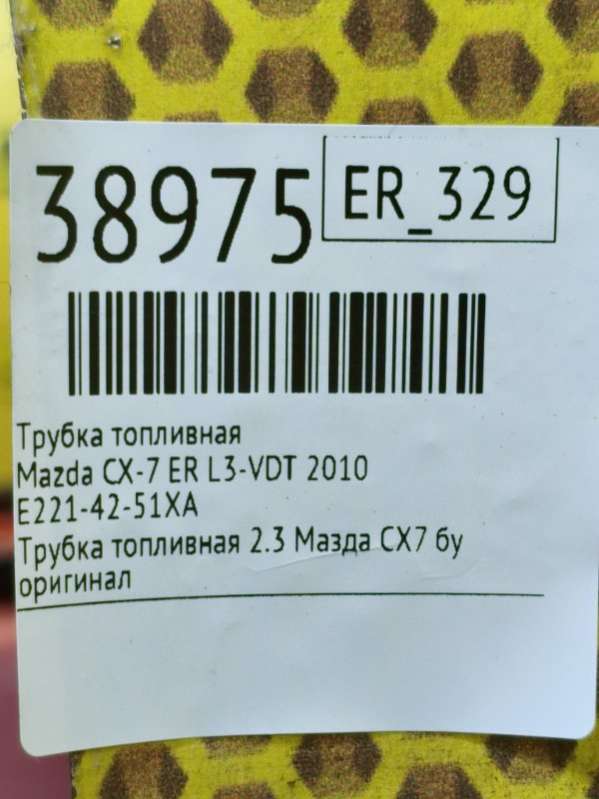 38975
ER_329
Трубка топливная
Mazda CX-7 ER L3-VDT 2010
E221-42-51XA
Трубка топливная 2.3 Мазда CX7 бу
оригинал